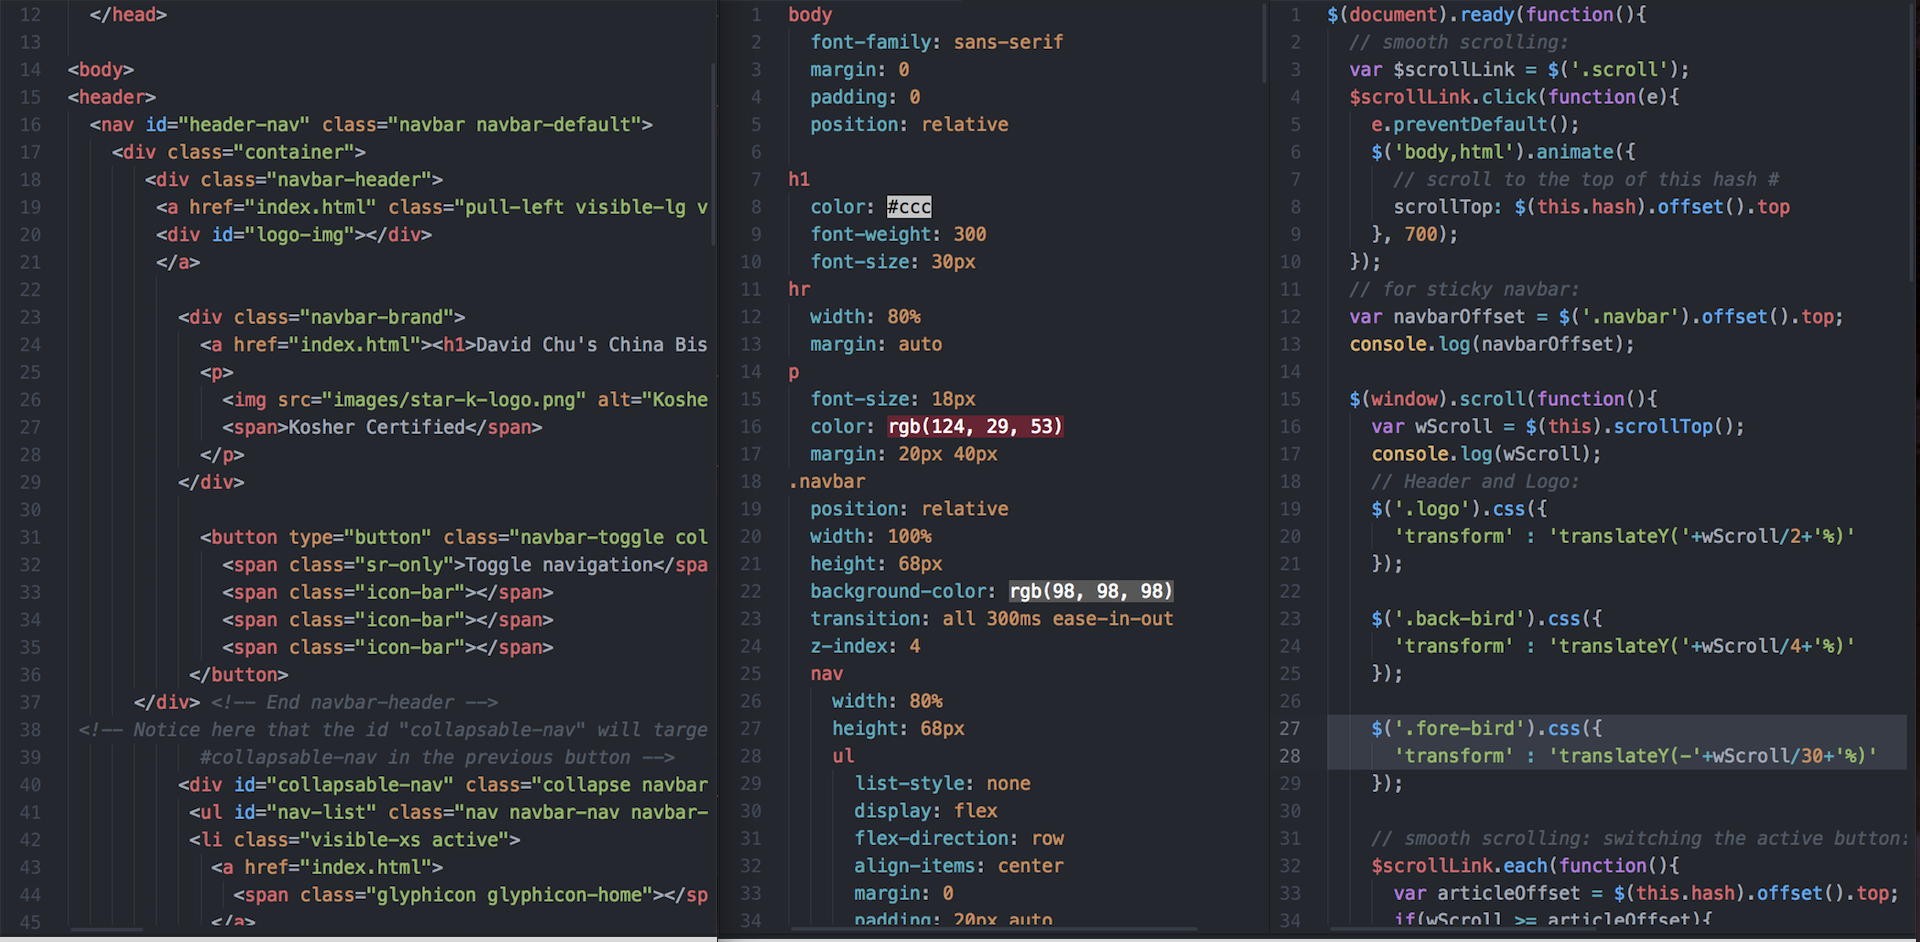 12 </head>
13
14 <body>
15 <header>
16 <nav id="header-nav" class="navbar navbar-default">
17 <div class="container">
18 <div class="navbar-header">
19 <a href="index.html" class="pull-left visible-lg v
20 <div id="logo-img"></div>
21 </a>
22
23 <div class="navbar-brand">
24 <a href="index.html"><h1>David Chu's China Bis
25 <p>
26 <img src="images/star-k-logo.png" alt="Koshe
27 <span>Kosher Certified</span>
28 </p>
29 </div>
30
31 <button type="button" class="navbar-toggle col
32 <span class="sr-only">Toggle navigation</spa
33 <span class="icon-bar"></span>
34 <span class="icon-bar"></span>
35 <span class="icon-bar"></span>
36 </button>
37 </div> <!-- End navbar-header -->
38 <!-- Notice here that the id "collapsable-nav" will targe
39 #collapsable-nav in the previous button -->
40 <div id="collapsable-nav" class="collapse navbar
41 <ul id="nav-list" class="nav navbar-nav navbar-
42 <li class="visible-xs active">
43 <a href="index.html">
44 <span class="glyphicon glyphicon-home"></sp
45 </a>
1 body
2 font-family: sans-serif
3 margin: 0
4 padding: 0
5 position: relative
6
7 h1
8 color: #ccc
9 font-weight: 300
10 font-size: 30px
11 hr
12 width: 80%
13 margin: auto
14 p
15 font-size: 18px
16 color: rgb(124, 29, 53)
17 margin: 20px 40px
18 .navbar
19 position: relative
20 width: 100%
21 height: 68px
22 background-color: rgb(98, 98, 98)
23 transition: all 300ms ease-in-out
24 z-index: 4
25 nav
26 width: 80%
27 height: 68px
28 ul
29 list-style: none
30 display: flex
31 flex-direction: row
32 align-items: center
33 margin: 0
34 padding: 20px auto
1 $(document).ready(function(){
2 // smooth scrolling:
3 var $scrollLink = $('.scroll');
4 $scrollLink.click(function(e){
5 e.preventDefault();
6 $('body,html').animate({
7 // scroll to the top of this hash #
8 scrollTop: $(this.hash).offset().top
9 }, 700);
10 });
11 // for sticky navbar:
12 var navbarOffset = $('.navbar').offset().top;
13 console.log(navbarOffset);
14
15 $(window).scroll(function(){
16 var wScroll = $(this).scrollTop();
17 console.log(wScroll);
18 // Header and Logo:
19 $('.logo').css({
20 'transform' : 'translateY('+wScroll/2+'%)'
21 });
22
23 $('.back-bird').css({
24 'transform' : 'translateY('+wScroll/4+'%)'
25 });
26
27 $('.fore-bird').css({
28 'transform' : 'translateY(-'+wScroll/30+'%)'
29 });
30
31 // smooth scrolling: switching the active button:
32 $scrollLink.each(function(){
33 var articleOffset = $(this.hash).offset().top;
34 if(wScroll >= articleOffset){